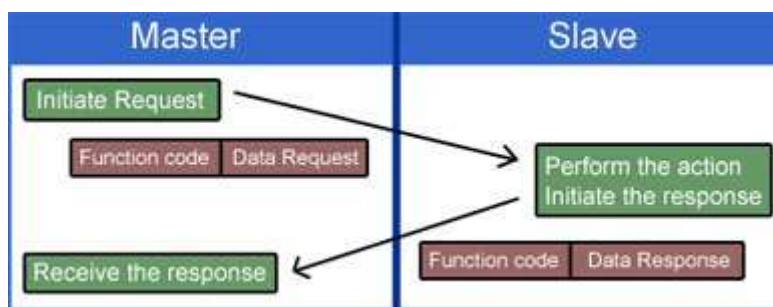 Master
Slave
Initiate Request
Function code
Data Request
Perform the action
Initiate the response
Receive the response
Function code
Data Response